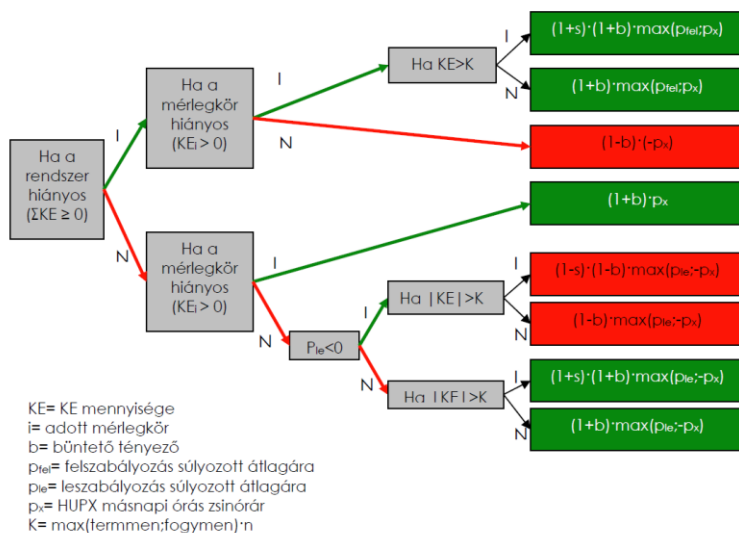 Ha a
rendszer
hiányos
(ΣKE ≥ 0)
I
N
Ha a
mérlegkör
hiányos
(KEᵢ > 0)
I
N
Ha KE>K
I
N
(1+s)·(1+b)·max(pfel;pₓ)
(1+b)·max(pfel;pₓ)
(1-b)·(-pₓ)
Ha a
mérlegkör
hiányos
(KEᵢ > 0)
I
N
(1+b)·pₓ
Ple<0
I
N
Ha |KE|>K
I
N
(1-s)·(1-b)·max(ple;-pₓ)
(1-b)·max(ple;-pₓ)
Ha |KE|>K
I
N
(1+s)·(1+b)·max(ple;-pₓ)
(1+b)·max(ple;-pₓ)
KE= KE mennyisége
i= adott mérlegkör
b= büntető tényező
pfel= felszabályozás súlyozott átlagára
ple= leszabályozás súlyozott átlagára
pₓ= HUPX másnapi órás zsinórár
K= max(termmen;fogymen)·n